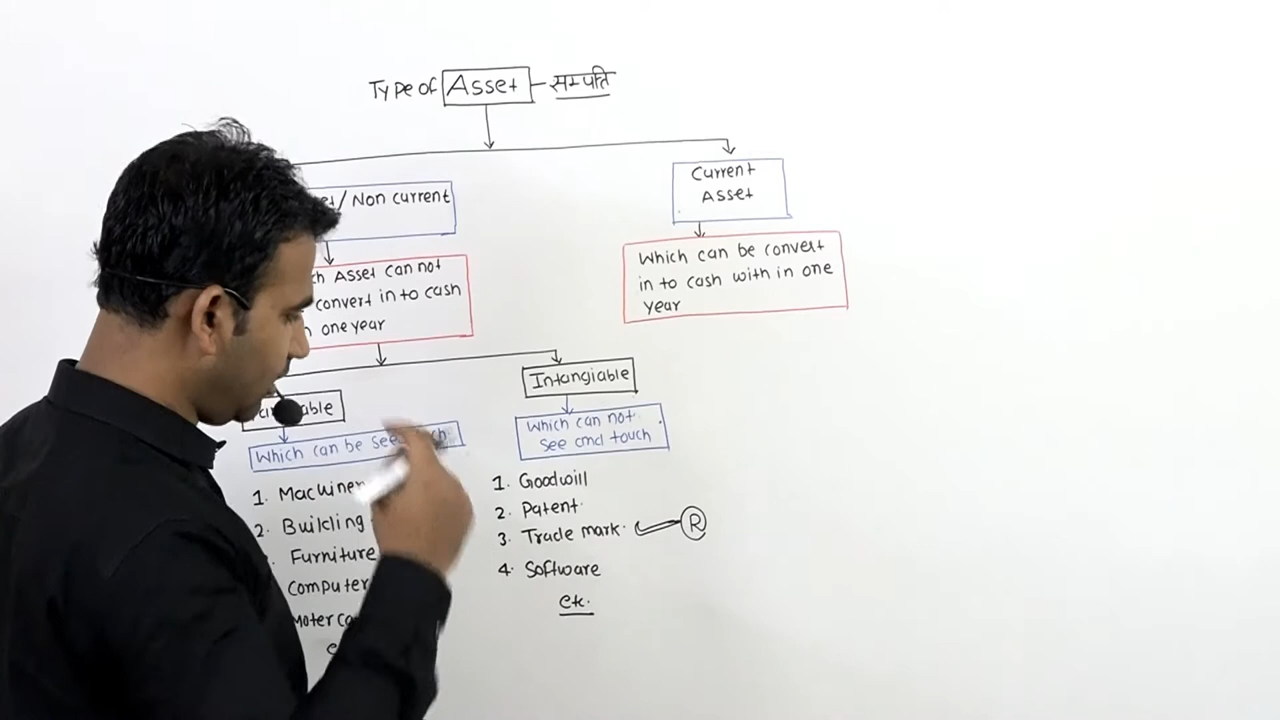 Type of Asset - सम्पति
et / Non current
Current
Asset
ch Asset can not
convert in to cash
n one year
Which can be convert
in to cash with in one
year
able
Intangiable
Which can be see
Which can not
see and touch
1. Machiner
2. Building
Furniture
Computer
Moter ca
1. Goodwill
2. Patent
3. Trade mark. R
4. Software
etc.